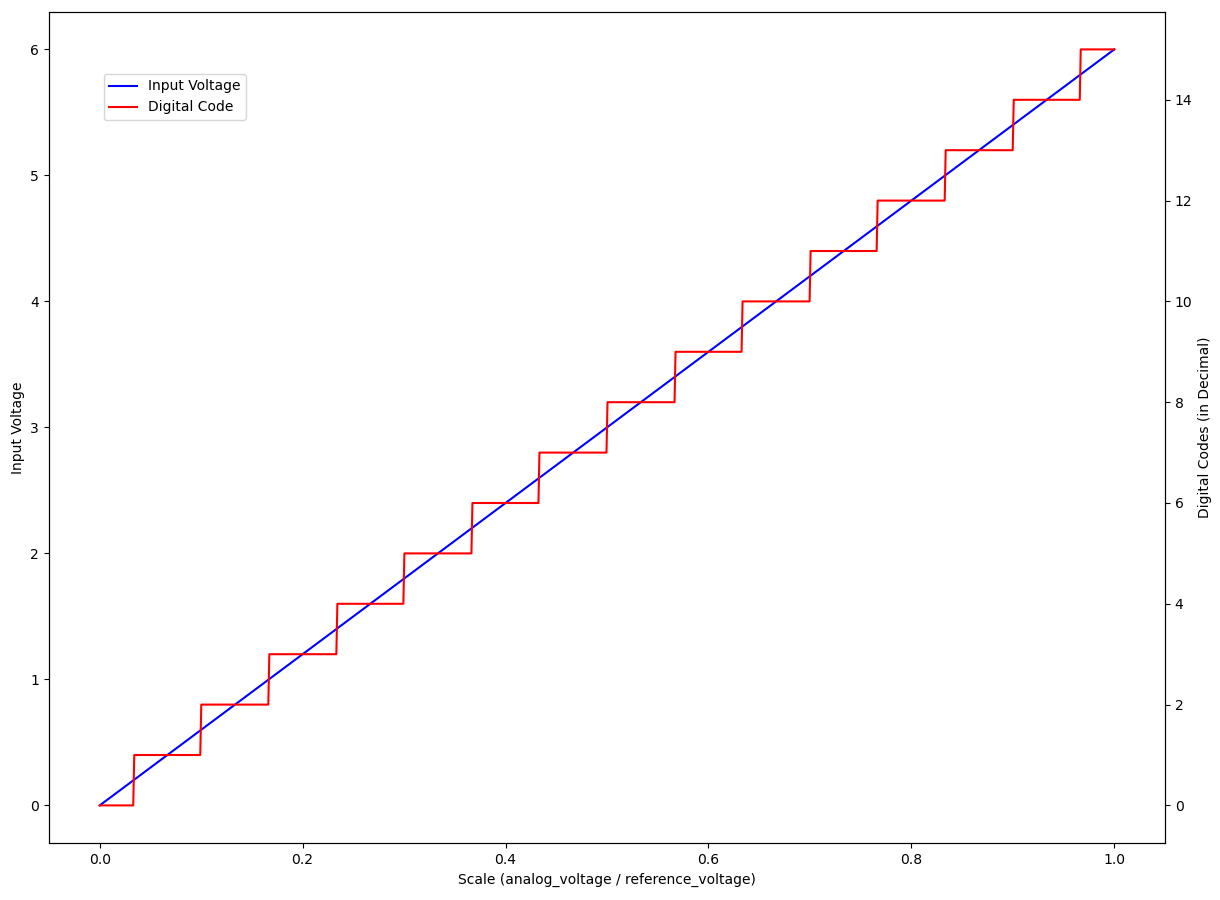 Input Voltage
Digital Code
6
5
4
3
2
1
0
Input Voltage
14
12
10
8
6
4
2
0
Digital Codes (in Decimal)
0.0 0.2 0.4 0.6 0.8 1.0
Scale (analog_voltage / reference_voltage)